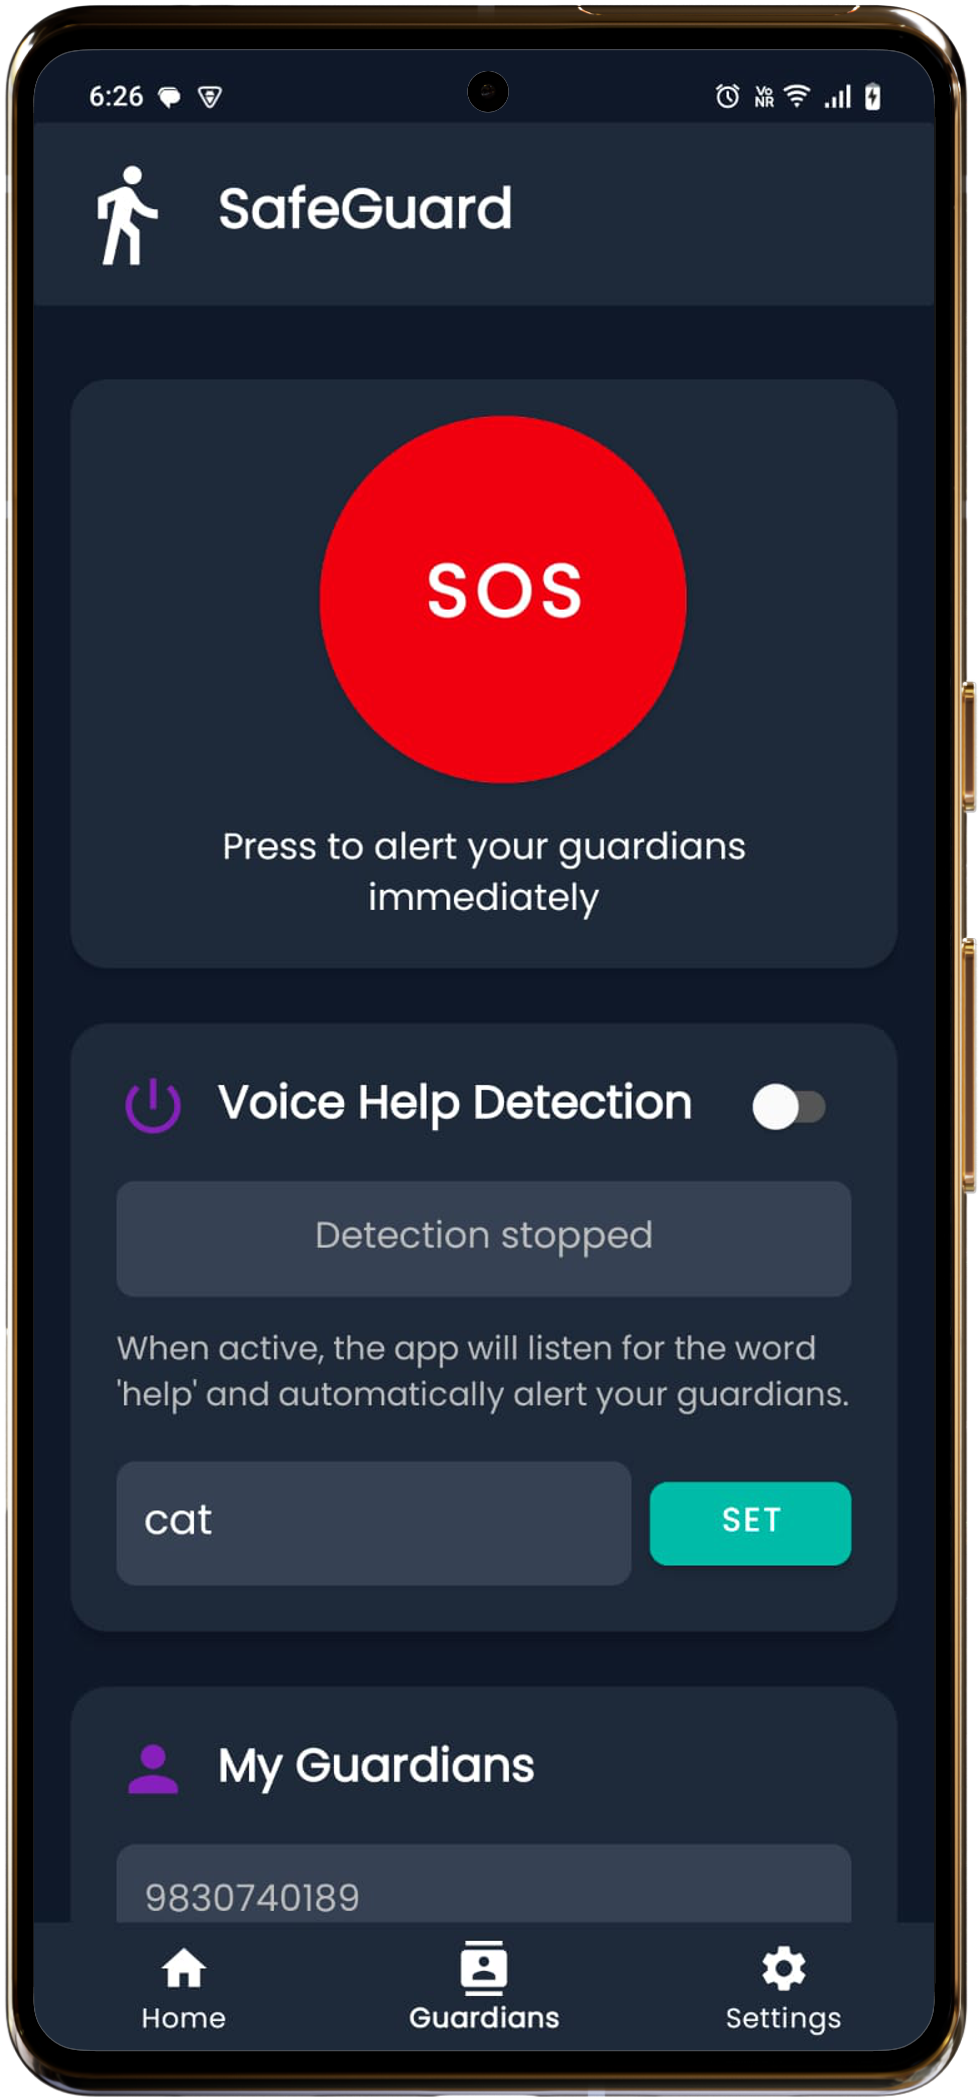 6:26
Vo
NR
SafeGuard
SOS
Press to alert your guardians
immediately
Voice Help Detection
Detection stopped
When active, the app will listen for the word
'help' and automatically alert your guardians.
cat
SET
My Guardians
9830740189
Home
Guardians
Settings